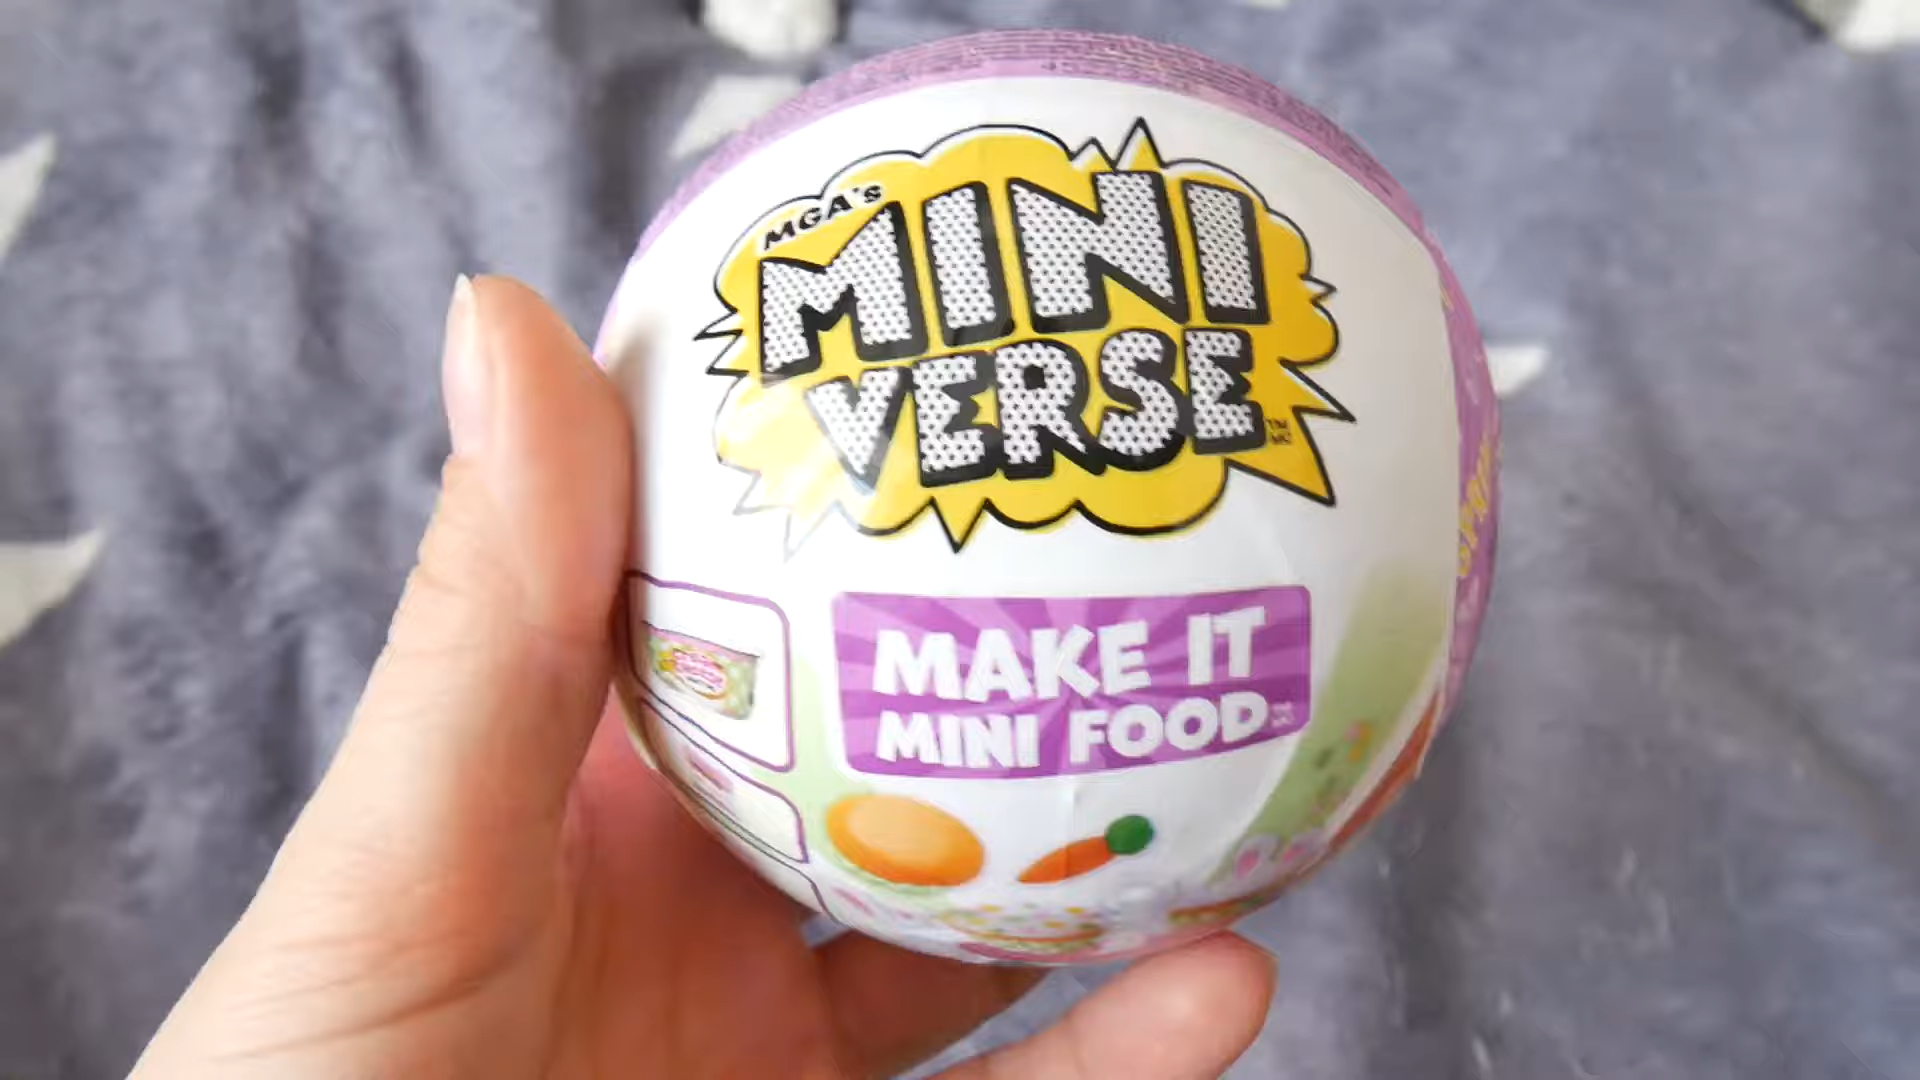 MGA's
MINI
VERSE
TM
MC
MAKE IT
MINI FOOD